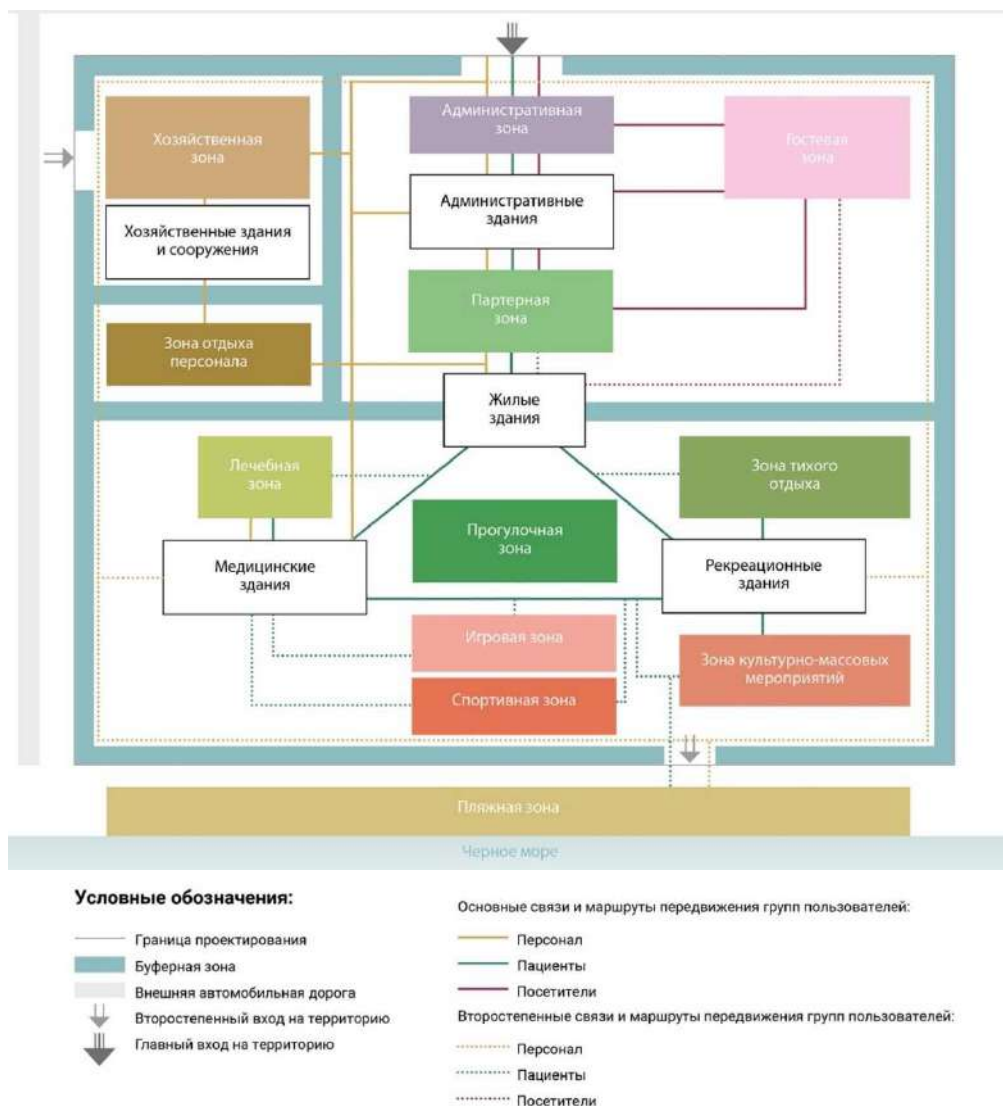 Хозяйственная
зона
Административная
зона
Гостевая
зона
Хозяйственные здания
и сооружения
Административные
здания
Партерная
зона
Зона отдыха
персонала
Жилые
здания
Лечебная
зона
Зона тихого
отдыха
Прогулочная
зона
Медицинские
здания
Рекреационные
здания
Игровая зона
Зона культурно-массовых
мероприятий
Спортивная зона
Пляжная зона
Черное море
Условные обозначения:
Граница проектирования
Буферная зона
Внешняя автомобильная дорога
Второстепенный вход на территорию
Главный вход на территорию
Основные связи и маршруты передвижения групп пользователей:
Персонал
Пациенты
Посетители
Второстепенные связи и маршруты передвижения групп пользователей:
Персонал
Пациенты
Посетители